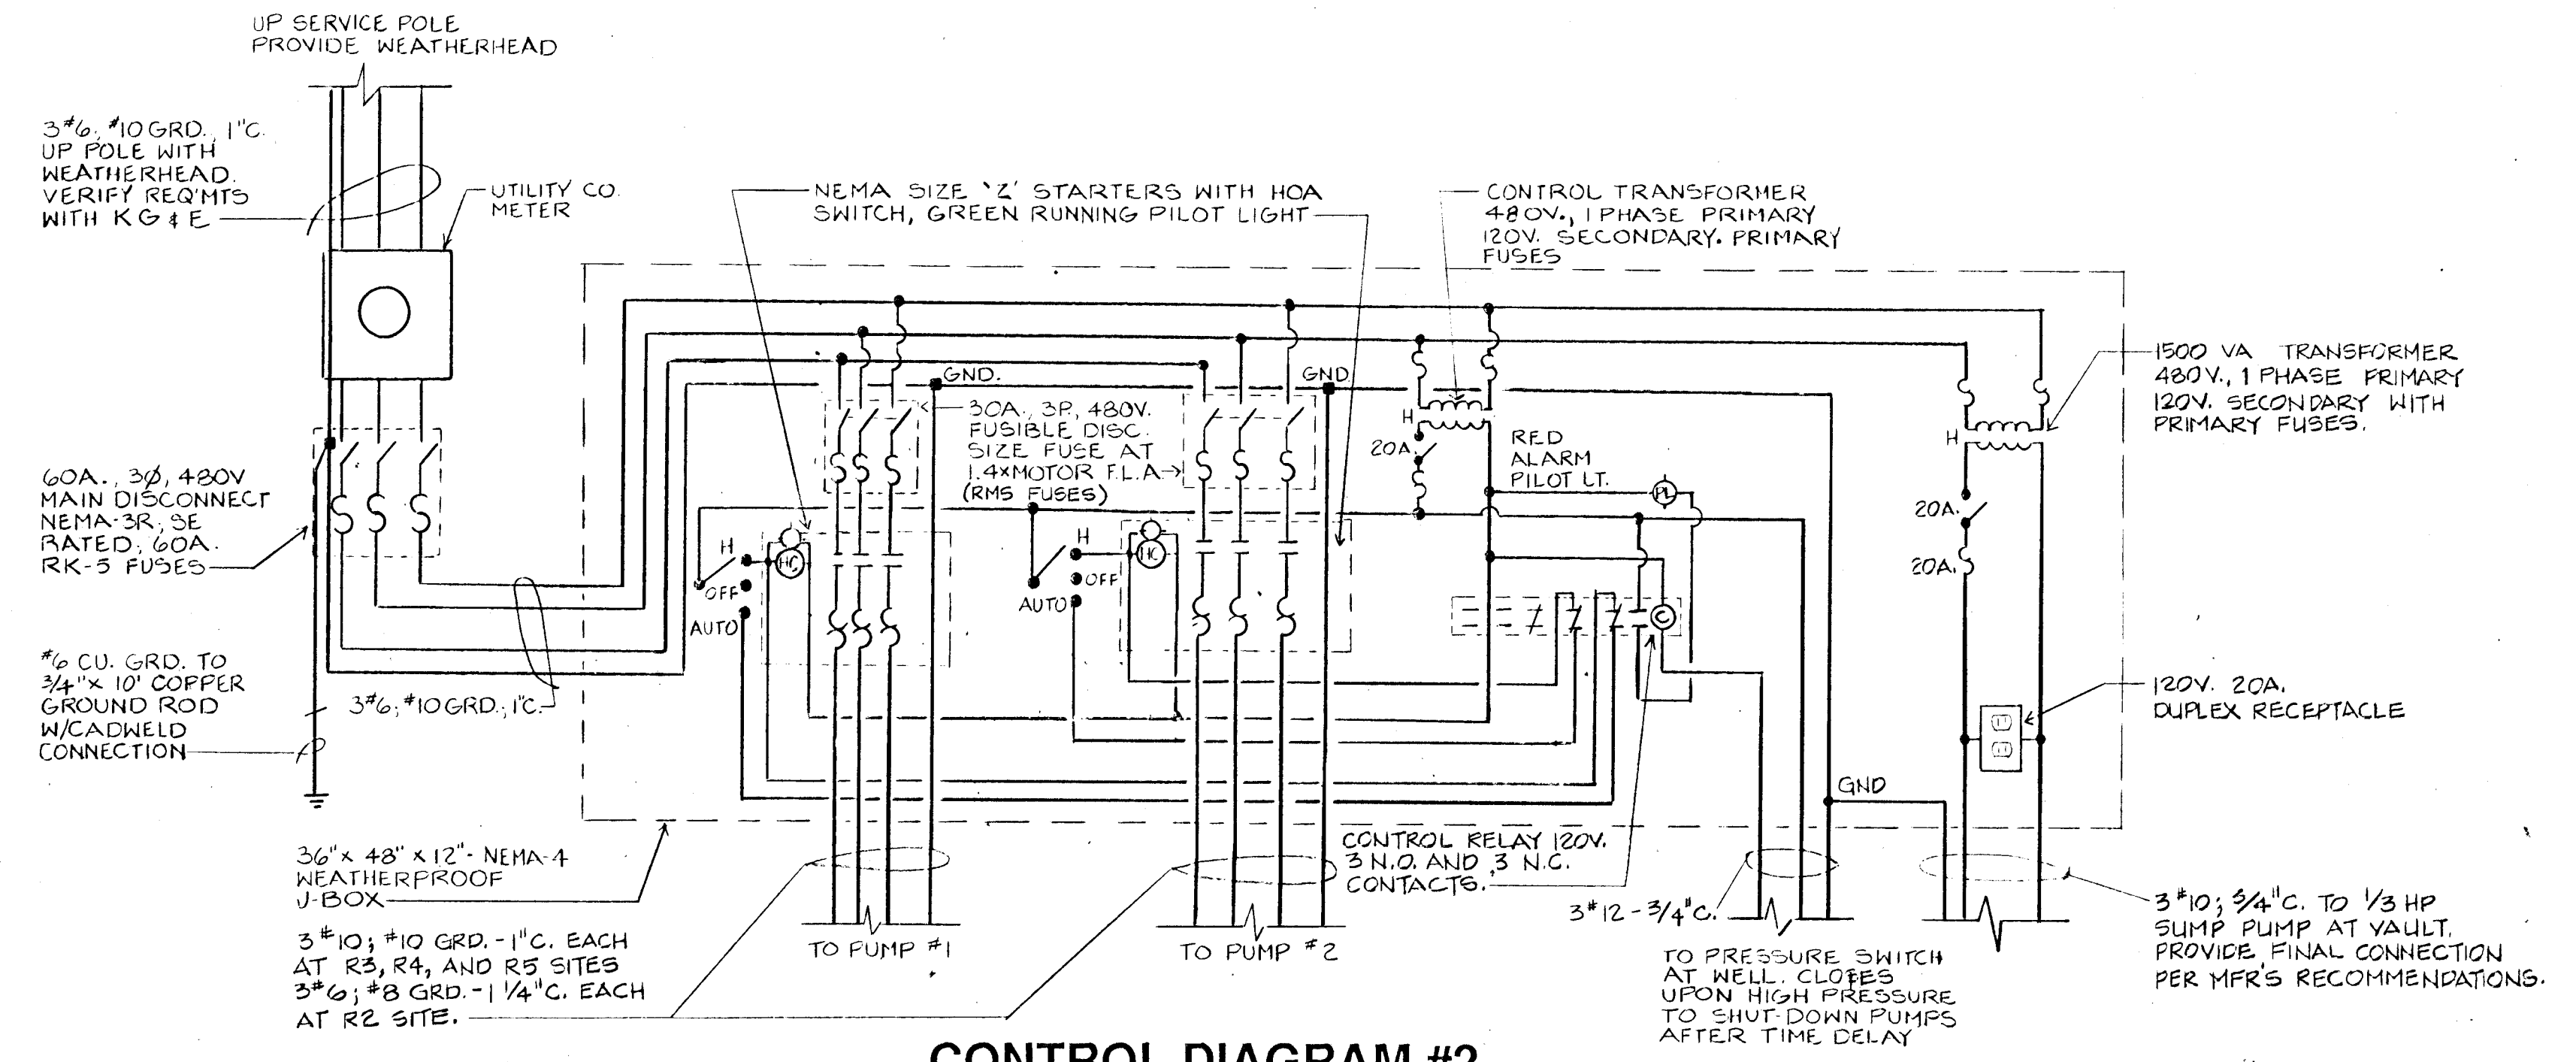 UP SERVICE POLE
PROVIDE WEATHERHEAD
3#6, #10 GRD., 1"C.
UP POLE WITH
WEATHERHEAD.
VERIFY REQ'MTS
WITH KG & E
UTILITY CO.
METER
NEMA SIZE '2' STARTERS WITH HOA
SWITCH, GREEN RUNNING PILOT LIGHT
CONTROL TRANSFORMER
480V., 1 PHASE PRIMARY
120V. SECONDARY. PRIMARY
FUSES
1500 VA TRANSFORMER
480V., 1 PHASE PRIMARY
120V. SECONDARY WITH
PRIMARY FUSES.
GND.
GND
30A., 3P, 480V.
FUSIBLE DISC.
SIZE FUSE AT
1.4×MOTOR F.L.A
(RMS FUSES)
H
20A.
RED
ALARM
PILOT LT.
PL
H
20A.
20A.
60A., 3Ø, 480V
MAIN DISCONNECT
NEMA-3R, SE
RATED, 60A.
RK-5 FUSES
H
OFF
AUTO
HC
H
OFF
AUTO
HC
C
#6 CU. GRD. TO
3/4"X 10' COPPER
GROUND ROD
W/CADWELD
CONNECTION
3#6; #10 GRD.; 1"C.
120V. 20A.
DUPLEX RECEPTACLE
GND
CONTROL RELAY 120V.
3 N.O. AND 3 N.C.
CONTACTS.
36"x 48"x 12"- NEMA-4
WEATHERPROOF
J-BOX
3#10; #10 GRD.-1"C. EACH
AT R3, R4, AND R5 SITES
3#6; #8 GRD.-1 1/4"C. EACH
AT R2 SITE.
TO PUMP #1
TO PUMP #2
3#12-3/4"C.
TO PRESSURE SWITCH
AT WELL. CLOSES
UPON HIGH PRESSURE
TO SHUT-DOWN PUMPS
AFTER TIME DELAY
3#10; 3/4"C. TO 1/3 HP
SUMP PUMP AT VAULT.
PROVIDE FINAL CONNECTION
PER MFR'S RECOMMENDATIONS.
CONTROL DIAGRAM #2